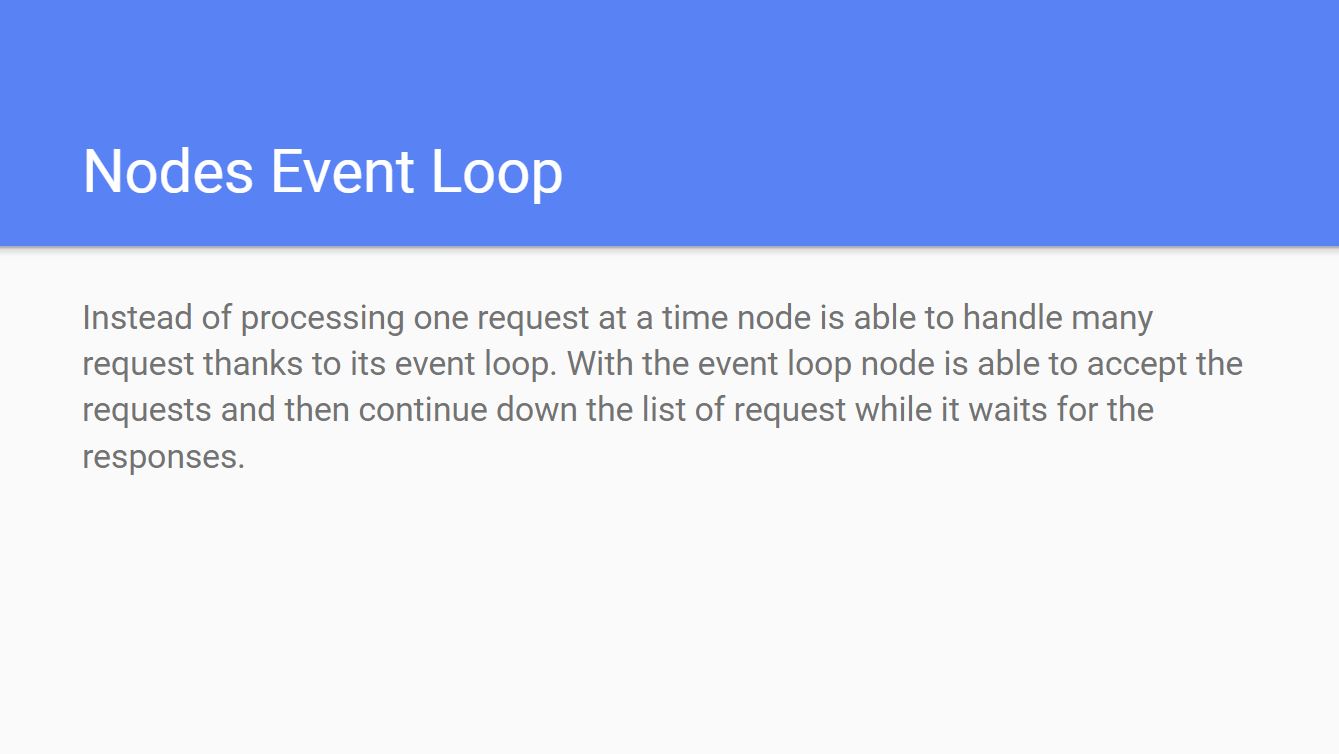 Nodes Event Loop
Instead of processing one request at a time node is able to handle many
request thanks to its event loop. With the event loop node is able to accept the
requests and then continue down the list of request while it waits for the
responses.